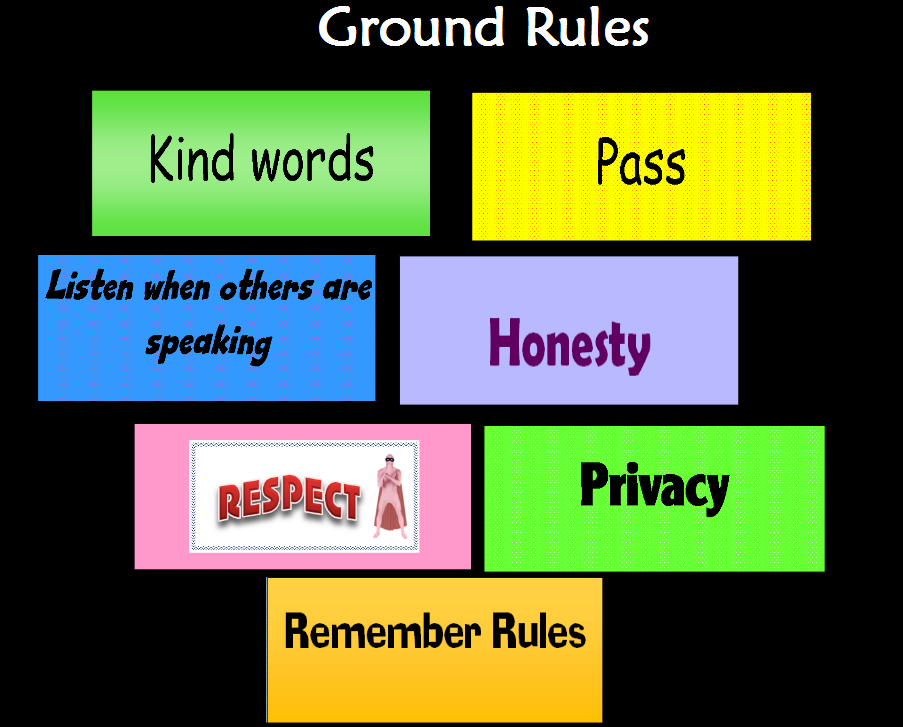 Ground Rules
Kind words
Pass
Listen when others are
speaking
Honesty
RESPECT
Privacy
Remember Rules